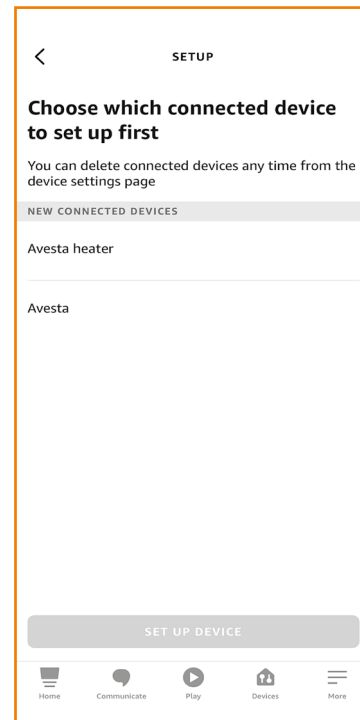 SETUP
Choose which connected device
to set up first
You can delete connected devices any time from the
device settings page
NEW CONNECTED DEVICES
Avesta heater
Avesta
SET UP DEVICE
Home Communicate Play Devices More